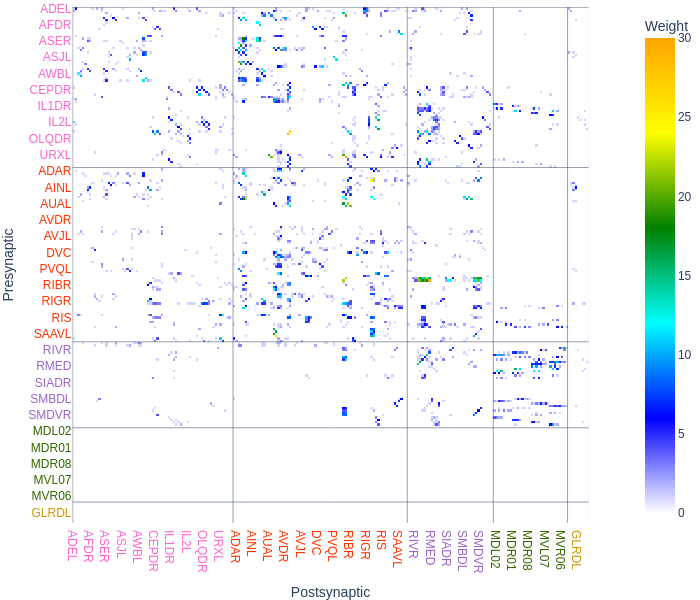 Weight
ADEL
AFDR
ASER
ASJL
AWBL
CEPDR
IL1DR
IL2L
OLQDR
URXL
ADAR
AINL
AUAL
AVDR
AVJL
DVC
PVQL
RIBR
RIGR
RIS
SAAVL
RIVR
RMED
SIADR
SMBDL
SMDVR
MDL02
MDR01
MDR08
MVL07
MVR06
GLRDL
Presynaptic
30
25
20
15
10
5
0
ADEL
AFDR
ASER
ASJL
AWBL
CEPDR
IL1DR
IL2L
OLQDR
URXL
ADAR
AINL
AUAL
AVDR
AVJL
DVC
PVQL
RIBR
RIGR
RIS
SAAVL
RIVR
RMED
SIADR
SMBDL
SMDVR
MDL02
MDR01
MDR08
MVL07
MVR06
GLRDL
Postsynaptic